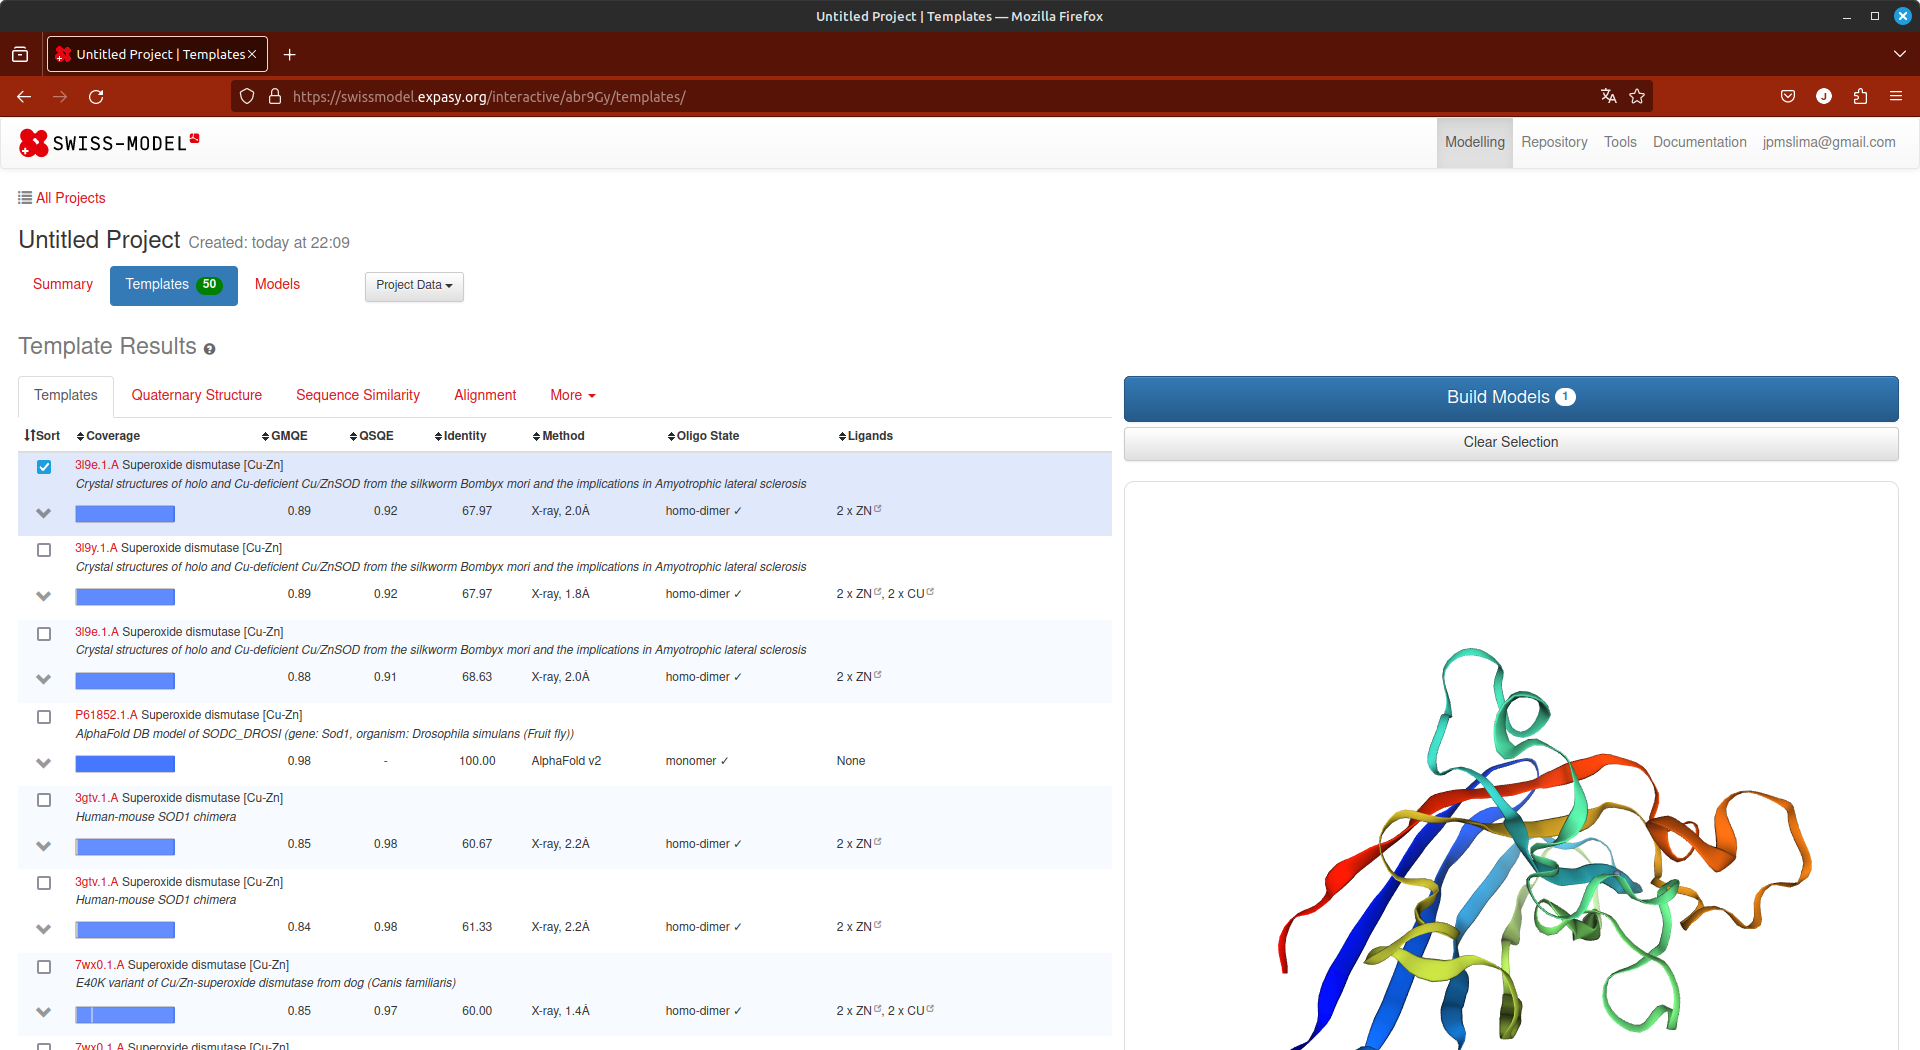 Untitled Project | Templates — Mozilla Firefox
Untitled Project | Templates
https://swissmodel.expasy.org/interactive/abr9Gy/templates/
J
SWISS-MODEL
Modelling Repository Tools Documentation jpmslima@gmail.com
All Projects
Untitled Project Created: today at 22:09
Summary Templates 50 Models Project Data
Template Results
Templates Quaternary Structure Sequence Similarity Alignment More
Build Models 1
Clear Selection
Sort Coverage GMQE QSQE Identity Method Oligo State Ligands
3l9e.1.A Superoxide dismutase [Cu-Zn]
Crystal structures of holo and Cu-deficient Cu/ZnSOD from the silkworm Bombyx mori and the implications in Amyotrophic lateral sclerosis
0.89 0.92 67.97 X-ray, 2.0Å homo-dimer ✓ 2 x ZN
3l9y.1.A Superoxide dismutase [Cu-Zn]
Crystal structures of holo and Cu-deficient Cu/ZnSOD from the silkworm Bombyx mori and the implications in Amyotrophic lateral sclerosis
0.89 0.92 67.97 X-ray, 1.8Å homo-dimer ✓ 2 x ZN, 2 x CU
3l9e.1.A Superoxide dismutase [Cu-Zn]
Crystal structures of holo and Cu-deficient Cu/ZnSOD from the silkworm Bombyx mori and the implications in Amyotrophic lateral sclerosis
0.88 0.91 68.63 X-ray, 2.0Å homo-dimer ✓ 2 x ZN
P61852.1.A Superoxide dismutase [Cu-Zn]
AlphaFold DB model of SODC_DROSI (gene: Sod1, organism: Drosophila simulans (Fruit fly))
0.98 - 100.00 AlphaFold v2 monomer ✓ None
3gtv.1.A Superoxide dismutase [Cu-Zn]
Human-mouse SOD1 chimera
0.85 0.98 60.67 X-ray, 2.2Å homo-dimer ✓ 2 x ZN
3gtv.1.A Superoxide dismutase [Cu-Zn]
Human-mouse SOD1 chimera
0.84 0.98 61.33 X-ray, 2.2Å homo-dimer ✓ 2 x ZN
7wx0.1.A Superoxide dismutase [Cu-Zn]
E40K variant of Cu/Zn-superoxide dismutase from dog (Canis familiaris)
0.85 0.97 60.00 X-ray, 1.4Å homo-dimer ✓ 2 x ZN, 2 x CU
7wx0.1.A Superoxide dismutase [Cu-Zn]